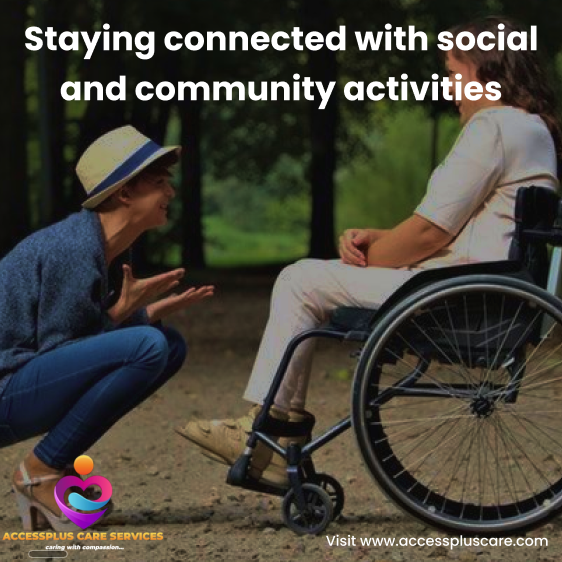 Staying connected with social
and community activities
ACCESSPLUS CARE SERVICES
caring with compassion...
Visit www.accesspluscare.com